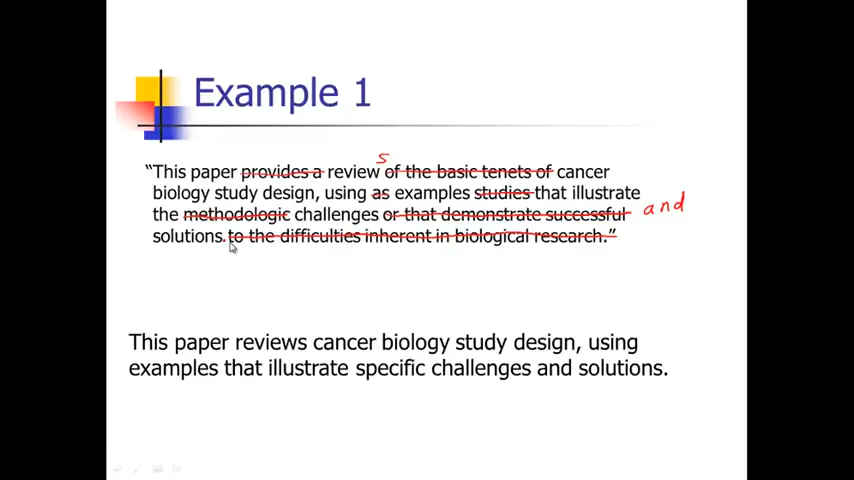 Example 1
s
“This paper provides a review of the basic tenets of cancer
biology study design, using as examples studies that illustrate
the methodologic challenges or that demonstrate successful and
solutions. to the difficulties inherent in biological research.”
This paper reviews cancer biology study design, using
examples that illustrate specific challenges and solutions.